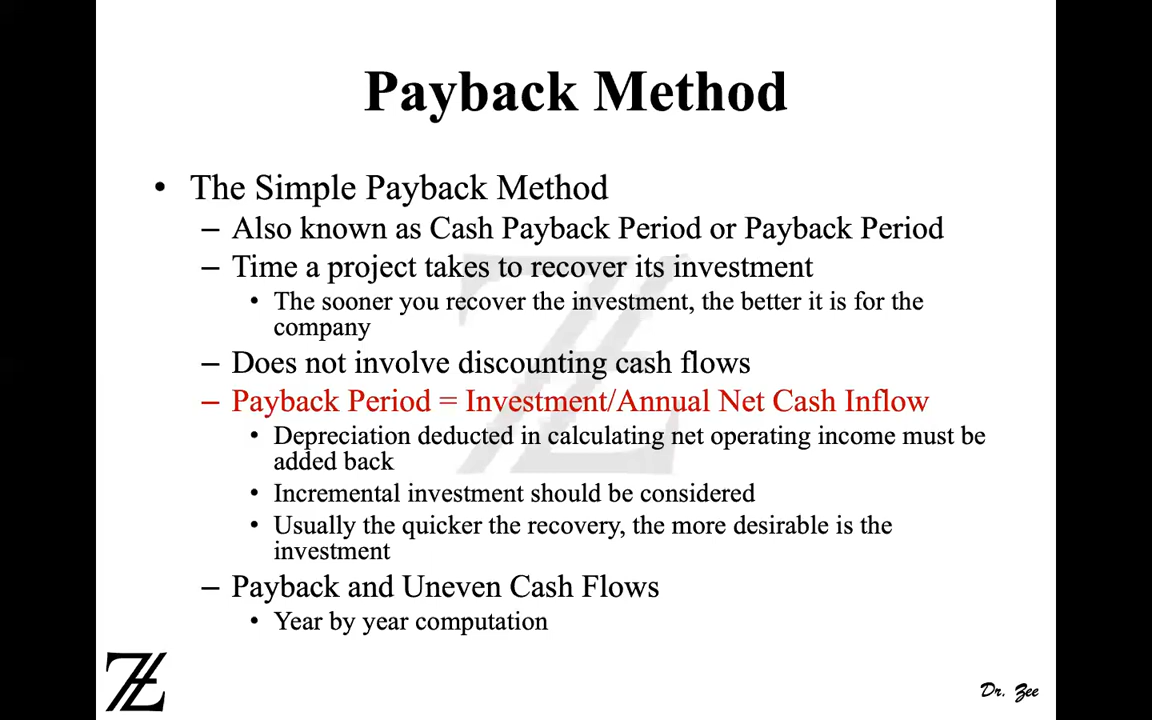 Payback Method
• The Simple Payback Method
– Also known as Cash Payback Period or Payback Period
– Time a project takes to recover its investment
• The sooner you recover the investment, the better it is for the
company
– Does not involve discounting cash flows
– Payback Period = Investment/Annual Net Cash Inflow
• Depreciation deducted in calculating net operating income must be
added back
• Incremental investment should be considered
• Usually the quicker the recovery, the more desirable is the
investment
– Payback and Uneven Cash Flows
• Year by year computation
Dr. Zee